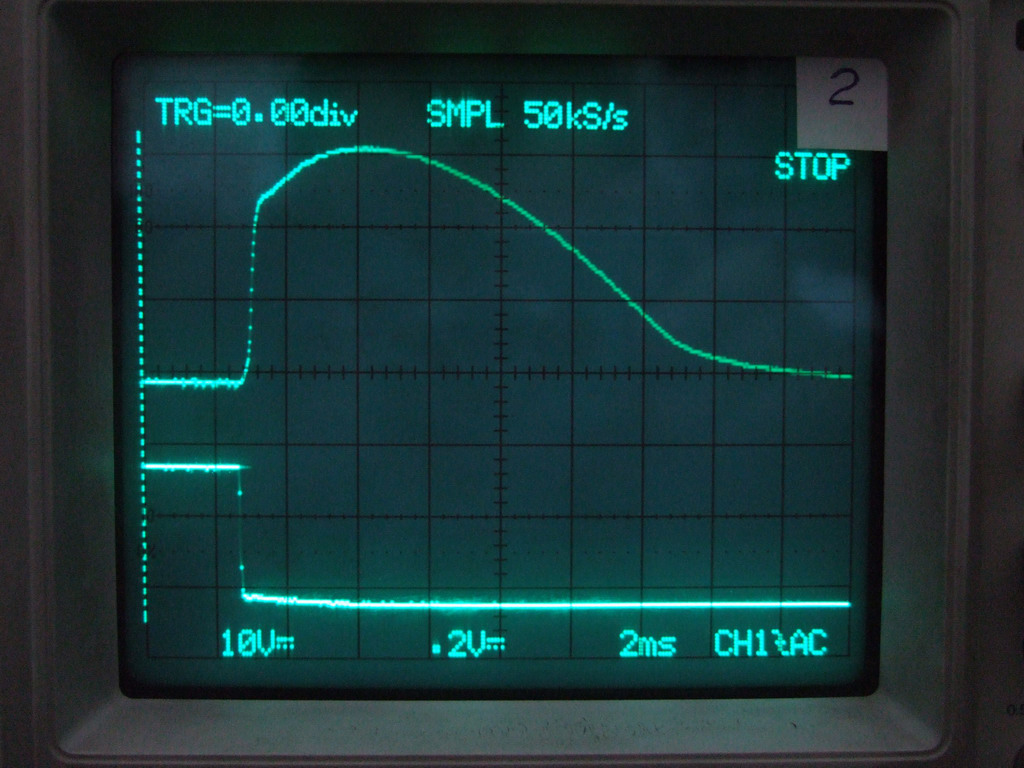 2
TRG=0.00div SMPL 50kS/s
STOP
10V⎓ .2V⎓ 2ms CH1⤵AC